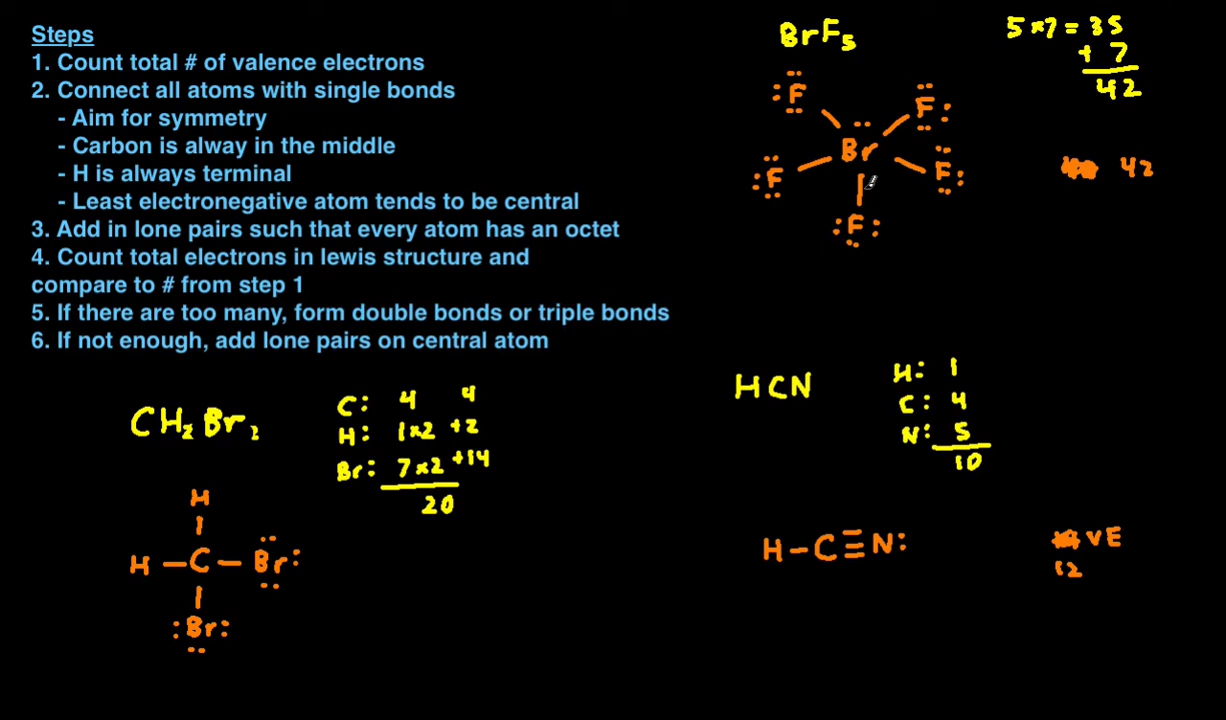 Steps
1. Count total # of valence electrons
2. Connect all atoms with single bonds
- Aim for symmetry
- Carbon is alway in the middle
- H is always terminal
- Least electronegative atom tends to be central
3. Add in lone pairs such that every atom has an octet
4. Count total electrons in lewis structure and
compare to # from step 1
5. If there are too many, form double bonds or triple bonds
6. If not enough, add lone pairs on central atom
BrF5
5×7=35
+ 7
42
F F
Br
F F
F
42
CH2Br2
C: 4 4
H: 1×2 +2
Br: 7×2 +14
20
H
H — C — Br
Br
HCN
H: 1
C: 4
N: 5
10
H-C≡N:
VE
12